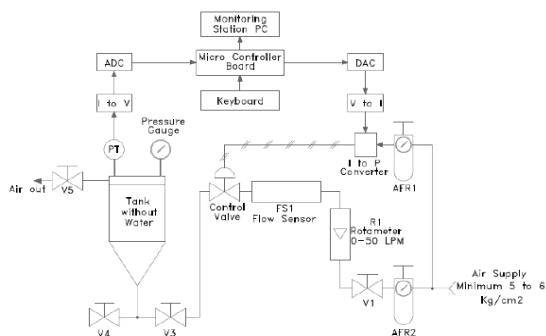 Monitoring
Station PC
ADC
Micro Controller
Board
DAC
I to V
Keyboard
V to I
Pressure
Gauge
PT
I to P
Converter
AFR1
Air out
V5
Tank
without
Water
Control
Valve
FS1
Flow Sensor
R1
Rotameter
0-50 LPM
Air Supply
Minimum 5 to 6
Kg/cm2
V4
V3
V1
AFR2